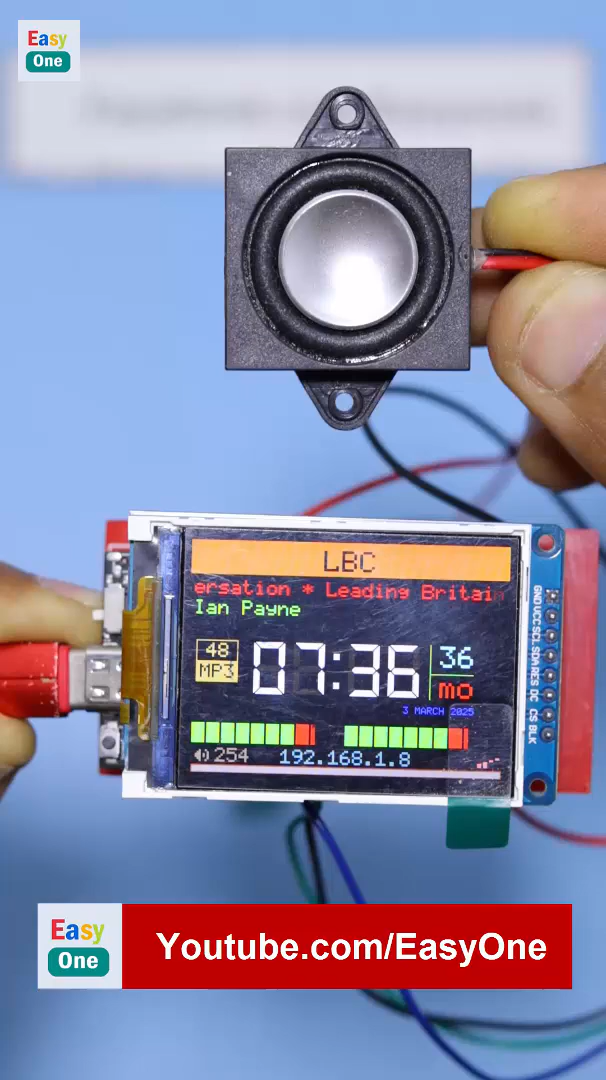 Easy
One
LBC
ersation * Leading Britain
Ian Payne
48
MP3
07:36
36
mo
3 MARCH 2025
254
192.168.1.8
GND VCC SCL SDA RES DC CS BLK
Easy
One
Youtube.com/EasyOne